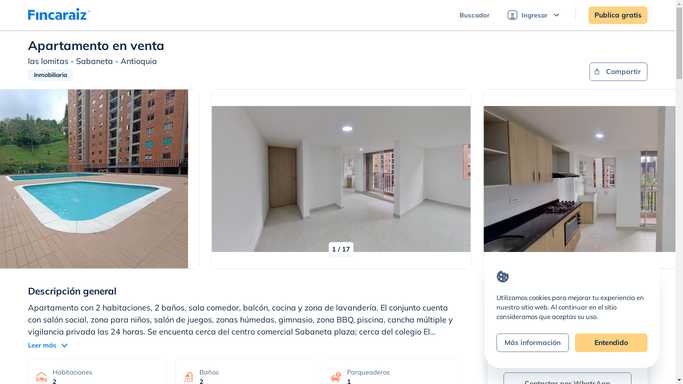 Fincaraiz
Buscador
Ingresar
Publica gratis
Apartamento en venta
las lomitas - Sabaneta - Antioquia
Inmobiliaria
Compartir
1 / 17
Descripción general
Apartamento con 2 habitaciones, 2 baños, sala comedor, balcón, cocina y zona de lavandería. El conjunto cuenta
con salón social, zona para niños, salón de juegos, zonas húmedas, gimnasio, zona BBQ, piscina, cancha múltiple y
vigilancia privada las 24 horas. Se encuentra cerca del centro comercial Sabaneta plaza; cerca del colegio El...
Leer más
Habitaciones
2
Baños
2
Parqueaderos
1
Utilizamos cookies para mejorar tu experiencia en
nuestro sitio web. Al continuar en el sitio
consideramos que aceptas su uso.
Más información
Entendido
Contactar por WhatsApp